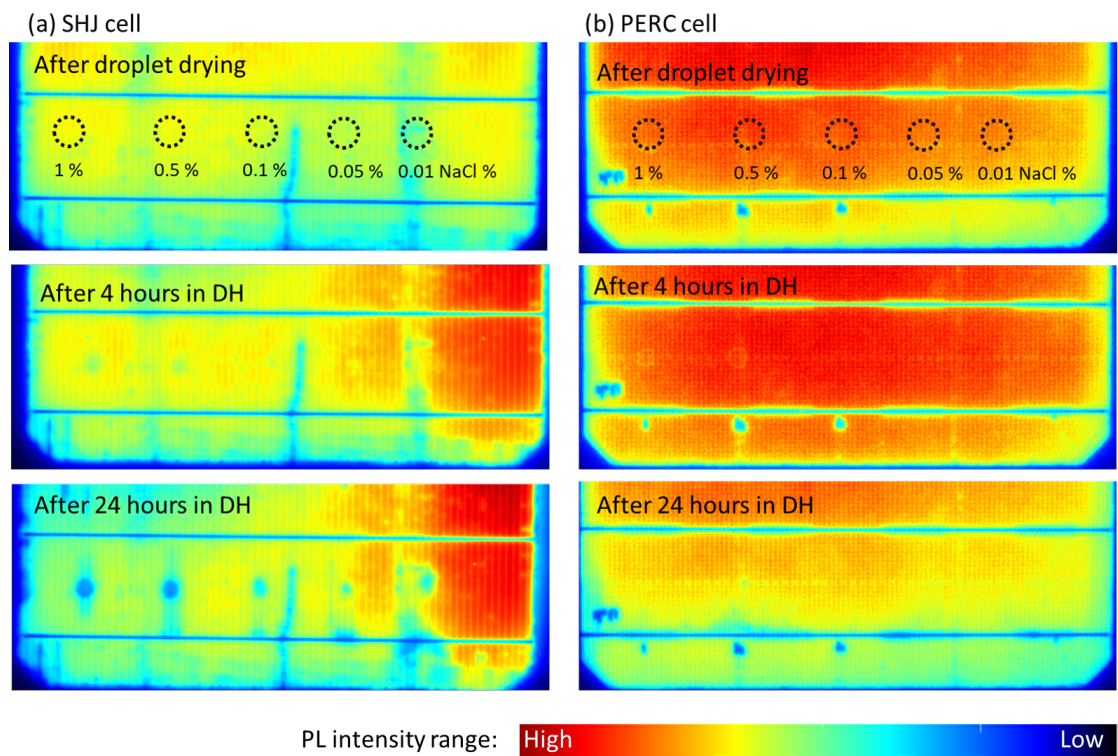 (a) SHJ cell
(b) PERC cell
After droplet drying
After droplet drying
1 %
0.5 %
0.1 %
0.05 %
0.01 NaCl %
1 %
0.5 %
0.1 %
0.05 %
0.01 NaCl %
After 4 hours in DH
After 4 hours in DH
After 24 hours in DH
After 24 hours in DH
PL intensity range:
High
Low